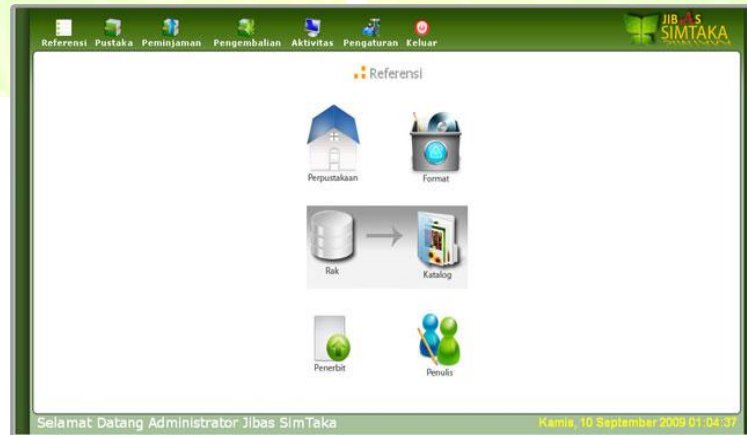 Referensi Pustaka Peminjaman Pengembalian Aktivitas Pengaturan Keluar
JIBAS
SIMTAKA
Referensi
Perpustakaan Format
Rak Katalog
Penerbit Penulis
Selamat Datang Administrator Jibas SimTaka Kamis, 10 September 2009 01:04:37